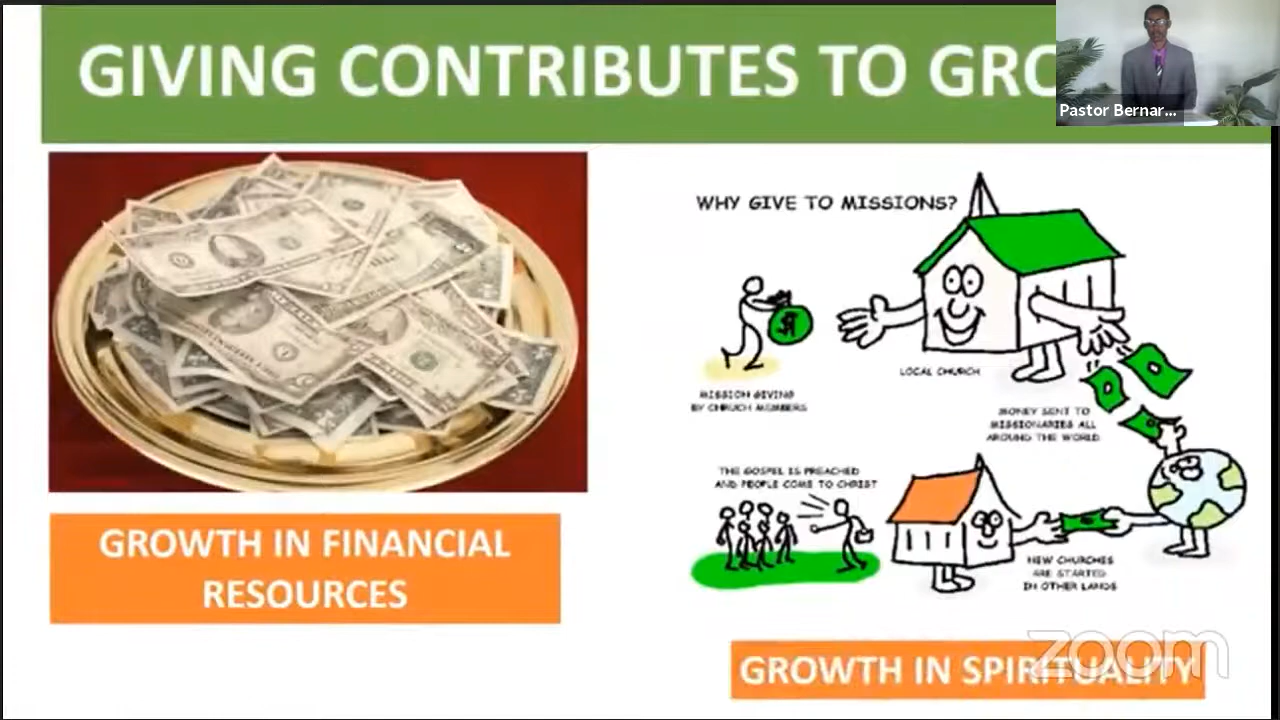 GIVING CONTRIBUTES TO GRO
Pastor Bernar...
WHY GIVE TO MISSIONS?
MISSION GIVING
BY CHRUCH MEMBERS
LOCAL CHURCH
MONEY SENT TO
MISSIONARIES ALL
AROUND THE WORLD
THE GOSPEL IS PREACHED
AND PEOPLE COME TO CHRIST
NEW CHURCHES
ARE STARTED
IN OTHER LANDS
GROWTH IN FINANCIAL
RESOURCES
GROWTH IN SPIRITUALITY
zoom